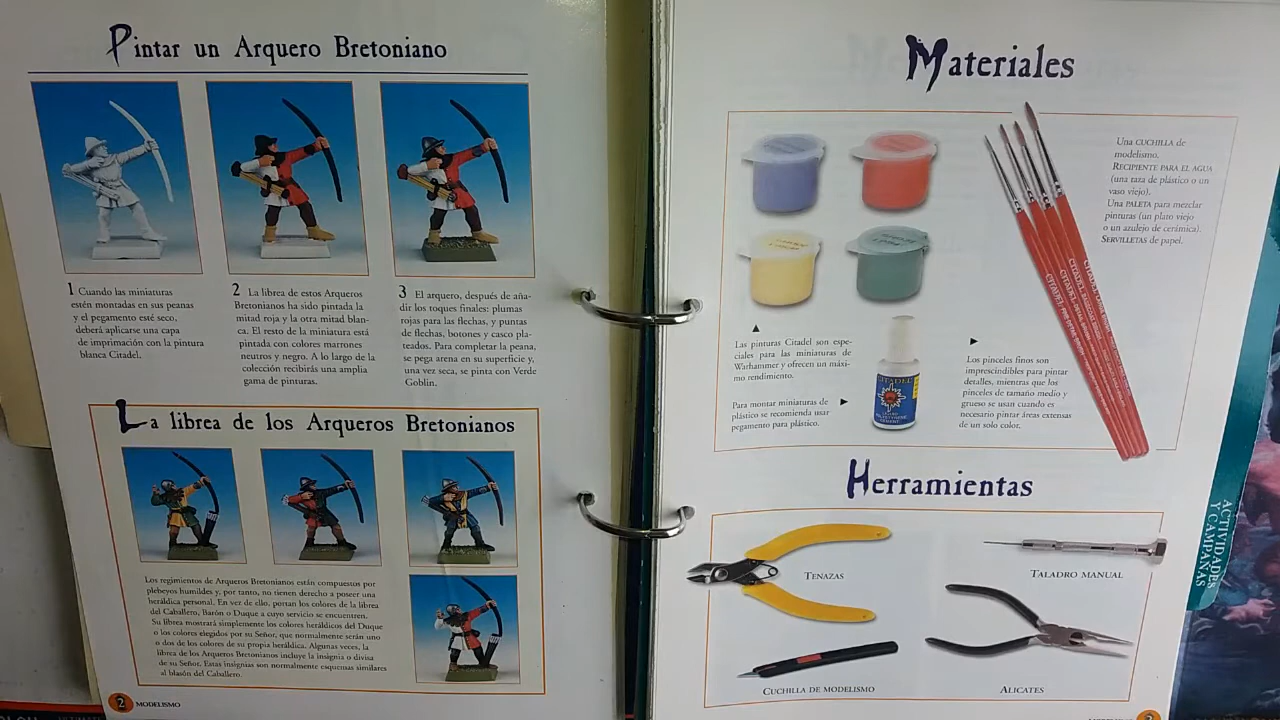 Pintar un Arquero Bretoniano
1 Cuando las miniaturas
estén montadas en sus peanas
y el pegamento esté seco,
deberá aplicarse una capa
de imprimación con la pintura
blanca Citadel.
2 La librea de estos Arqueros
Bretonianos ha sido pintada la
mitad roja y la otra mitad blan-
ca. El resto de la miniatura está
pintada con colores marrones
neutros y negro. A lo largo de la
colección recibirás una amplia
gama de pinturas.
3 El arquero, después de aña-
dir los toques finales: plumas
rojas para las flechas, y puntas
de flechas, botones y casco pla-
teados. Para completar la peana,
se pega arena en su superficie y,
una vez seca, se pinta con Verde
Goblin.
La librea de los Arqueros Bretonianos
Los regimientos de Arqueros Bretonianos están compuestos por
plebeyos humildes y, por tanto, no tienen derecho a poseer una
heráldica personal. En vez de ello, portan los colores de la librea
del Caballero, Barón o Duque a cuyo servicio se encuentren.
Su librea mostrará simplemente los colores heráldicos del Duque
o los colores elegidos por su Señor, que normalmente serán uno
o dos de los colores de su propia heráldica. Algunas veces, la
librea de los Arqueros Bretonianos incluye la insignia o divisa
de su Señor. Estas insignias son normalmente esquemas similares
al blasón del Caballero.
2 MODELISMO
Materiales
Una CUCHILLA de
modelismo.
RECIPIENTE PARA EL AGUA
(una taza de plástico o un
vaso viejo).
Una PALETA para mezclar
pinturas (un plato viejo
o un azulejo de cerámica).
SERVILLETAS de papel.
Las pinturas Citadel son espe-
ciales para las miniaturas de
Warhammer y ofrecen un máxi-
mo rendimiento.
Para montar miniaturas de
plástico se recomienda usar
pegamento para plástico.
CITADEL
Los pinceles finos son
imprescindibles para pintar
detalles, mientras que los
pinceles de tamaño medio y
grueso se usan cuando es
necesario pintar áreas extensas
de un solo color.
CITADEL
CITADEL
CITADEL
CITADEL
Herramientas
TENAZAS
TALADRO MANUAL
CUCHILLA DE MODELISMO
ALICATES
ACTIVIDADES
Y CAMPAÑAS